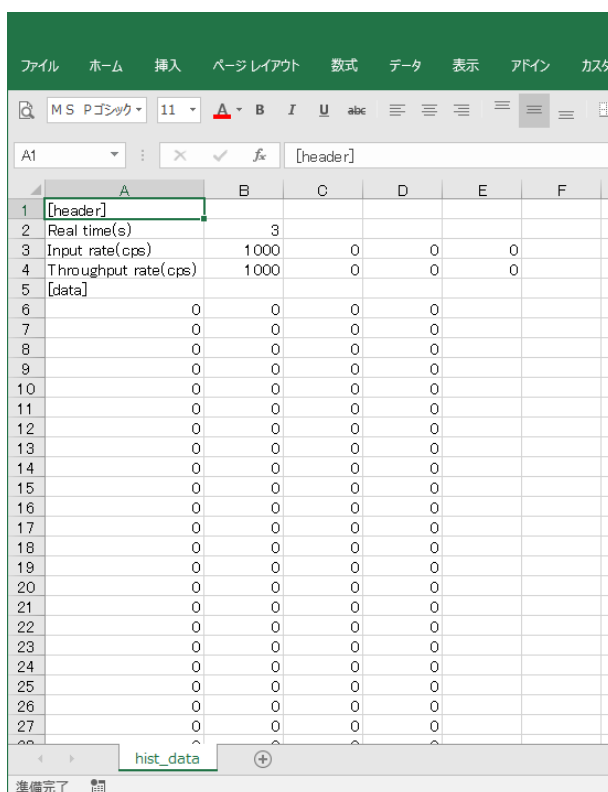 ファイル ホーム 挿入 ページ レイアウト 数式 データ 表示 アドイン カスタ
MS Pゴシック 11 A B I U abc
A1 fx [header]
A B C D E F
1 [header]
2 Real time(s) 3
3 Input rate(cps) 1000 0 0 0
4 Throughput rate(cps) 1000 0 0 0
5 [data]
6 0 0 0 0
7 0 0 0 0
8 0 0 0 0
9 0 0 0 0
10 0 0 0 0
11 0 0 0 0
12 0 0 0 0
13 0 0 0 0
14 0 0 0 0
15 0 0 0 0
16 0 0 0 0
17 0 0 0 0
18 0 0 0 0
19 0 0 0 0
20 0 0 0 0
21 0 0 0 0
22 0 0 0 0
23 0 0 0 0
24 0 0 0 0
25 0 0 0 0
26 0 0 0 0
27 0 0 0 0
hist_data
準備完了